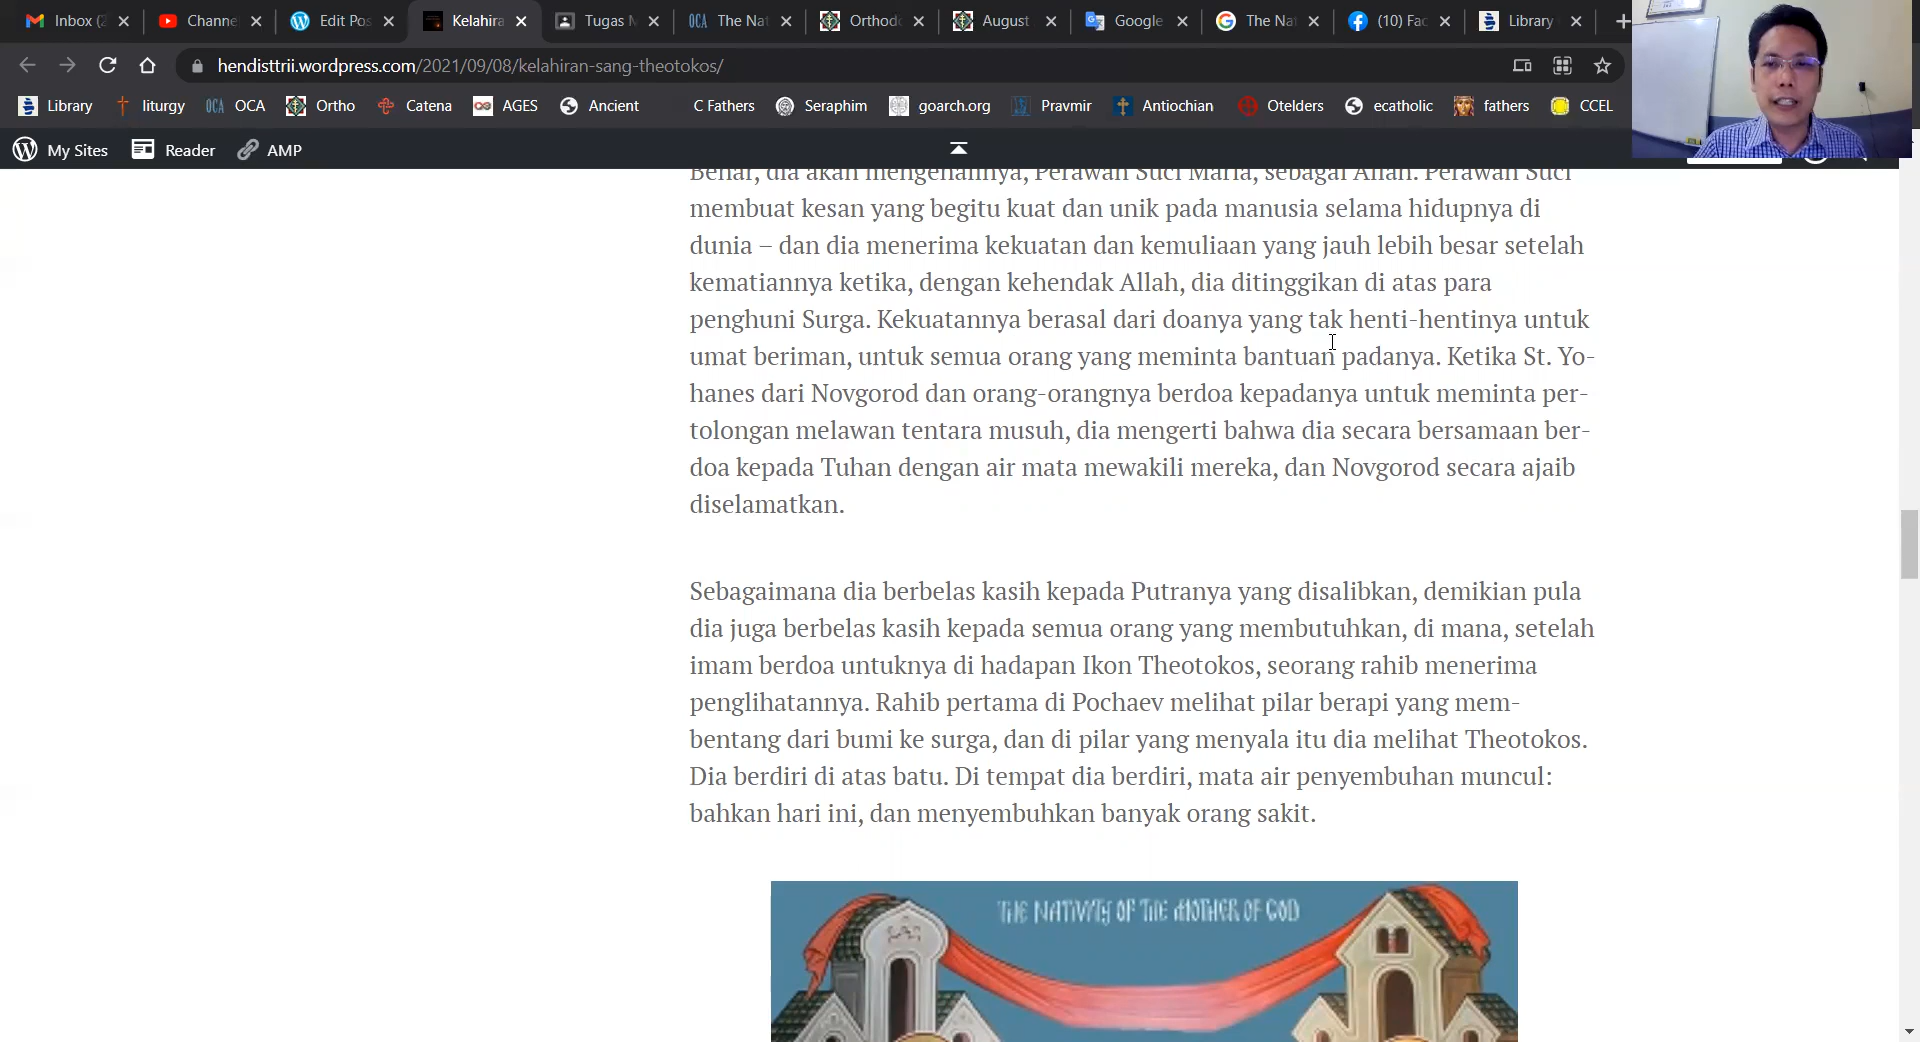 Inbox (2
Channe
Edit Pos
Kelahira
Tugas M
OCA The Nat
Orthodo
August
Google
The Nat
(10) Fac
Library
hendisttrii.wordpress.com/2021/09/08/kelahiran-sang-theotokos/
Library
liturgy
OCA OCA
Ortho
Catena
AGES
Ancient
C Fathers
Seraphim
goarch.org
Pravmir
Antiochian
Otelders
ecatholic
fathers
CCEL
My Sites
Reader
AMP
Benar, dia akan mengenalnya, Perawan Suci Maria, sebagai Allah. Perawan Suci
membuat kesan yang begitu kuat dan unik pada manusia selama hidupnya di
dunia – dan dia menerima kekuatan dan kemuliaan yang jauh lebih besar setelah
kematiannya ketika, dengan kehendak Allah, dia ditinggikan di atas para
penghuni Surga. Kekuatannya berasal dari doanya yang tak henti-hentinya untuk
umat beriman, untuk semua orang yang meminta bantuan padanya. Ketika St. Yo-
hanes dari Novgorod dan orang-orangnya berdoa kepadanya untuk meminta per-
tolongan melawan tentara musuh, dia mengerti bahwa dia secara bersamaan ber-
doa kepada Tuhan dengan air mata mewakili mereka, dan Novgorod secara ajaib
diselamatkan.
Sebagaimana dia berbelas kasih kepada Putranya yang disalibkan, demikian pula
dia juga berbelas kasih kepada semua orang yang membutuhkan, di mana, setelah
imam berdoa untuknya di hadapan Ikon Theotokos, seorang rahib menerima
penglihatannya. Rahib pertama di Pochaev melihat pilar berapi yang mem-
bentang dari bumi ke surga, dan di pilar yang menyala itu dia melihat Theotokos.
Dia berdiri di atas batu. Di tempat dia berdiri, mata air penyembuhan muncul:
bahkan hari ini, dan menyembuhkan banyak orang sakit.
THE NATIVITY OF THE MOTHER OF GOD